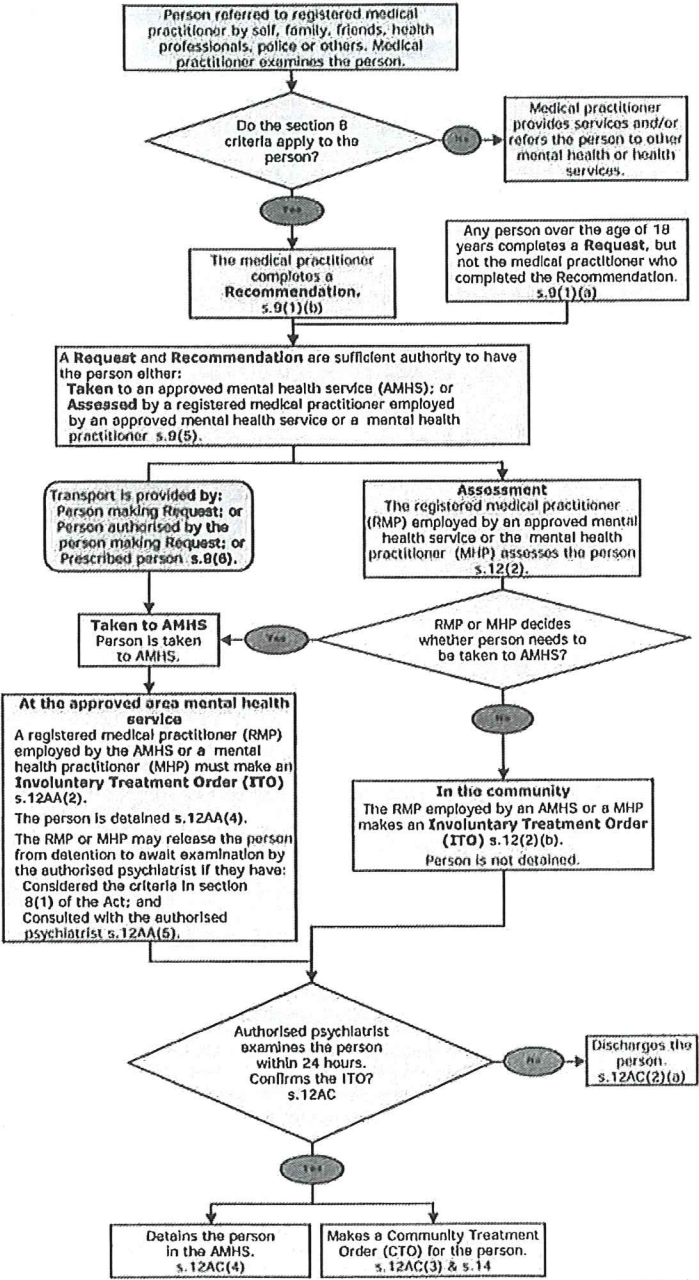 Person referred to registered medical
practitioner by self, family, friends, health
professionals, police or others. Medical
practitioner examines the person.
Do the section 8
criteria apply to the
person?
No
Medical practitioner
provides services and/or
refers the person to other
mental health or health
services.
Yes
The medical practitioner
completes a
Recommendation.
s.9(1)(b)
Any person over the age of 18
years completes a Request, but
not the medical practitioner who
completed the Recommendation.
s.9(1)(a)
A Request and Recommendation are sufficient authority to have
the person either:
Taken to an approved mental health service (AMHS); or
Assessed by a registered medical practitioner employed
by an approved mental health service or a mental health
practitioner s.9(5).
Transport is provided by:
Person making Request; or
Person authorised by the
person making Request; or
Prescribed person s.9(6).
Assessment
The registered medical practitioner
(RMP) employed by an approved mental
health service or the mental health
practitioner (MHP) assesses the person
s.12(2).
Taken to AMHS
Person is taken
to AMHS.
Yes
RMP or MHP decides
whether person needs to
be taken to AMHS?
No
At the approved area mental health
service
A registered medical practitioner (RMP)
employed by the AMHS or a mental
health practitioner (MHP) must make an
Involuntary Treatment Order (ITO)
s.12AA(2).
The person is detained s.12AA(4).
The RMP or MHP may release the person
from detention to await examination by
the authorised psychiatrist if they have:
Considered the criteria in section
8(1) of the Act; and
Consulted with the authorised
psychiatrist s.12AA(5).
In the community
The RMP employed by an AMHS or a MHP
makes an Involuntary Treatment Order
(ITO) s.12(2)(b).
Person is not detained.
Authorised psychiatrist
examines the person
within 24 hours.
Confirms the ITO?
s.12AC
No
Discharges the
person.
s.12AC(2)(a)
Yes
Detains the person
in the AMHS.
s.12AC(4)
Makes a Community Treatment
Order (CTO) for the person.
s.12AC(3) & s.14